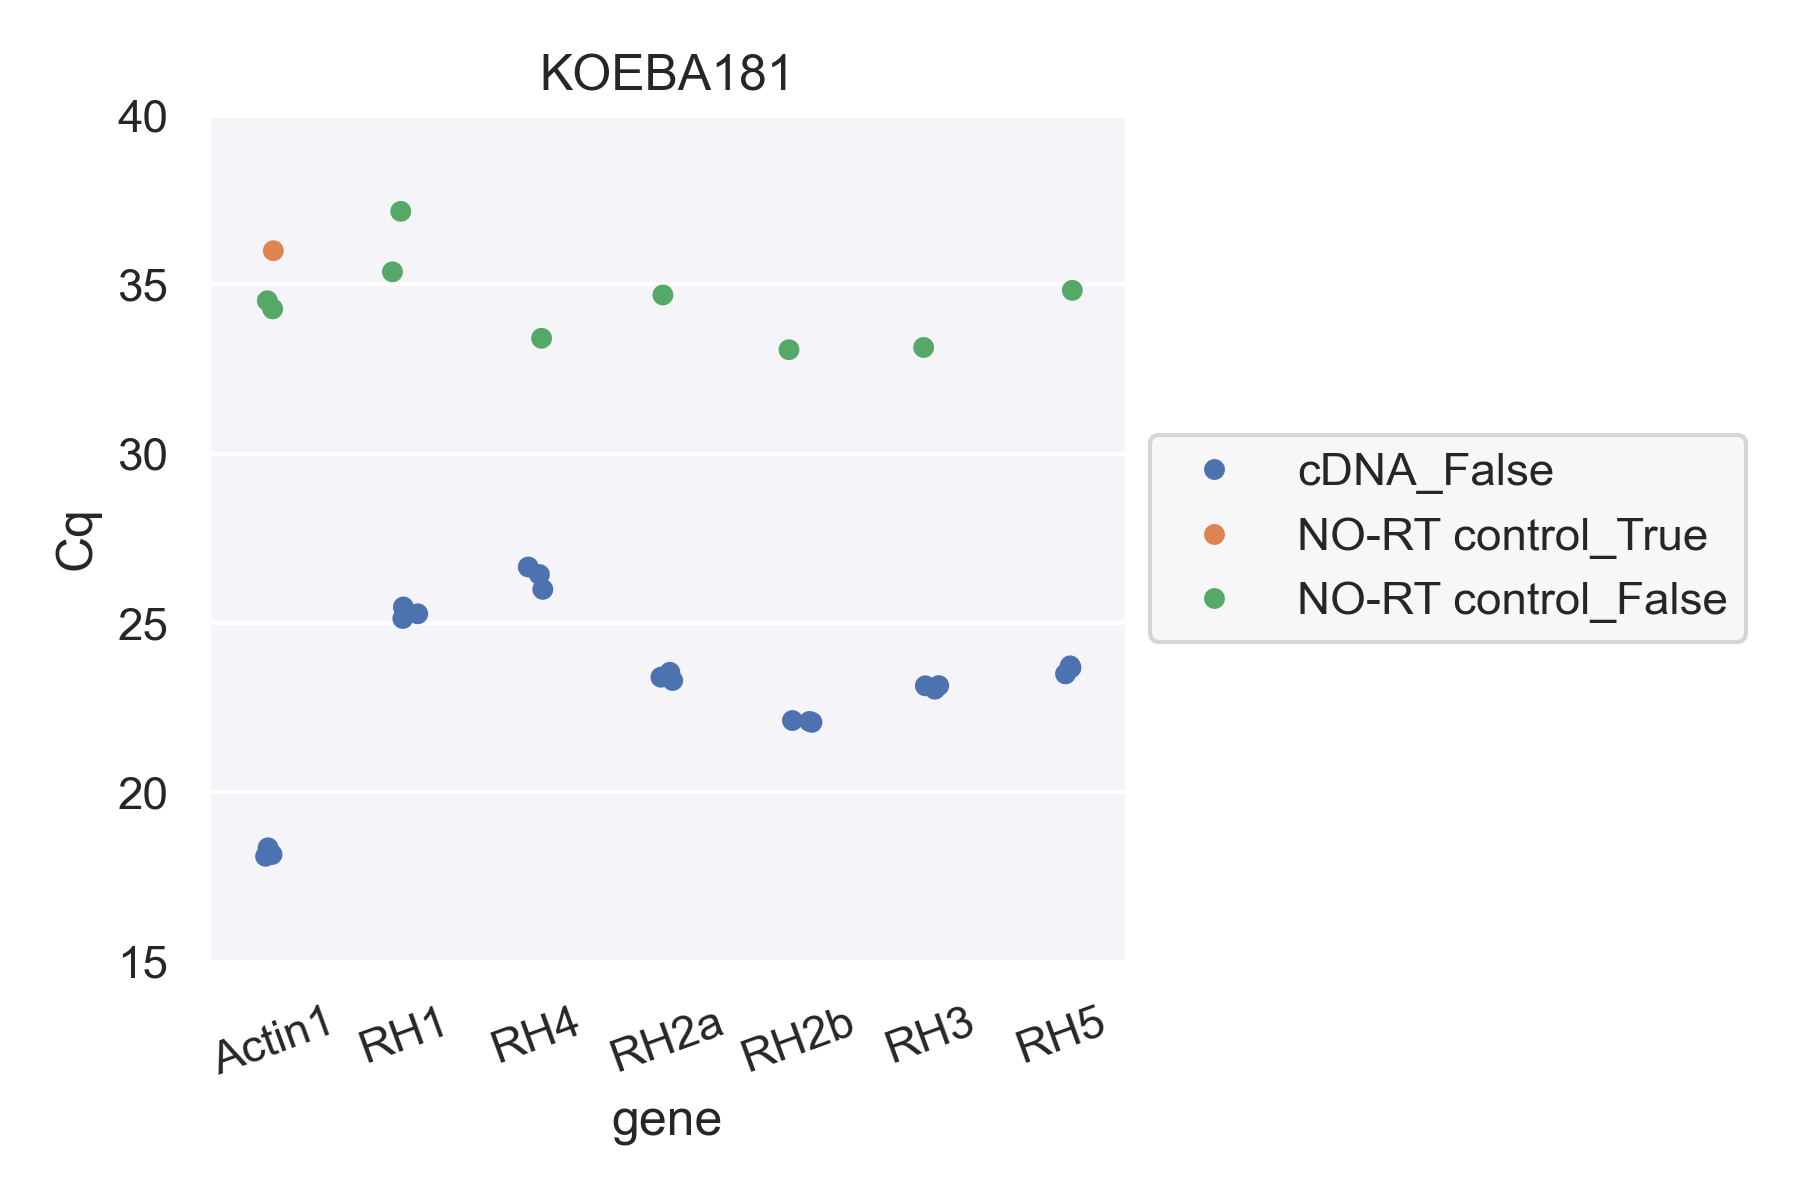 KOEBA181
40
35
30
25
20
15
Cq
Actin1 RH1 RH4 RH2a RH2b RH3 RH5
gene
cDNA_False
NO-RT control_True
NO-RT control_False